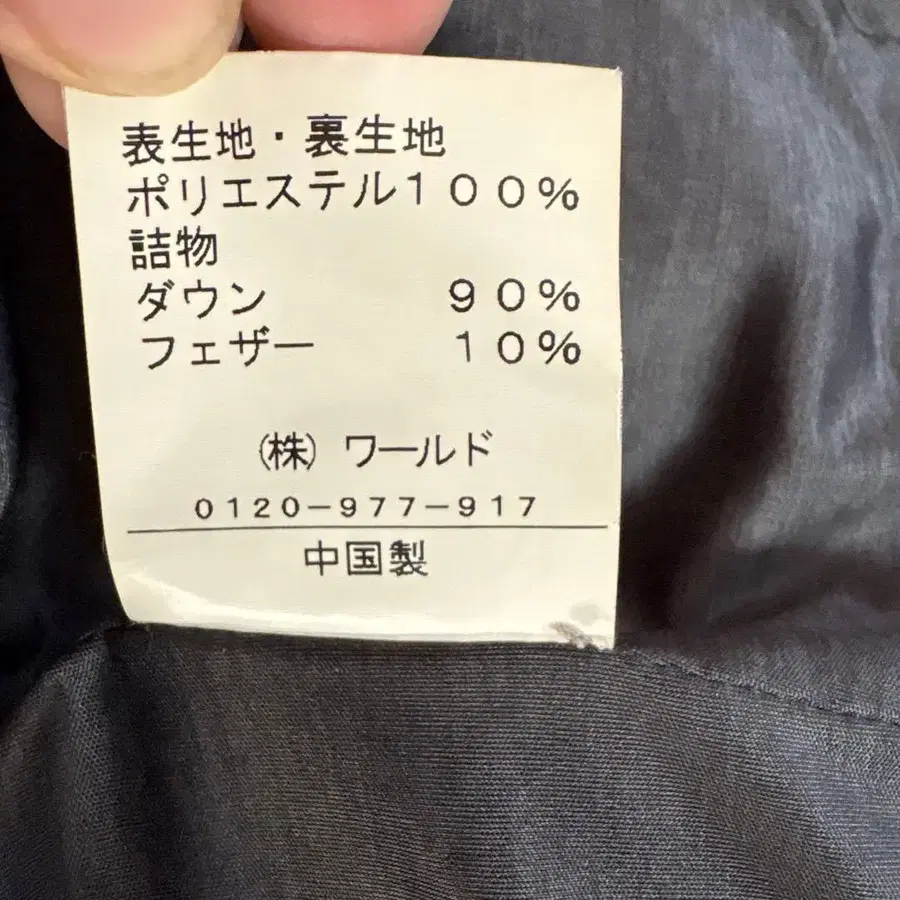 表生地・裏生地
ポリエステル100%
詰物
ダウン 90%
フェザー 10%
(株) ワールド
0120-977-917
中国製